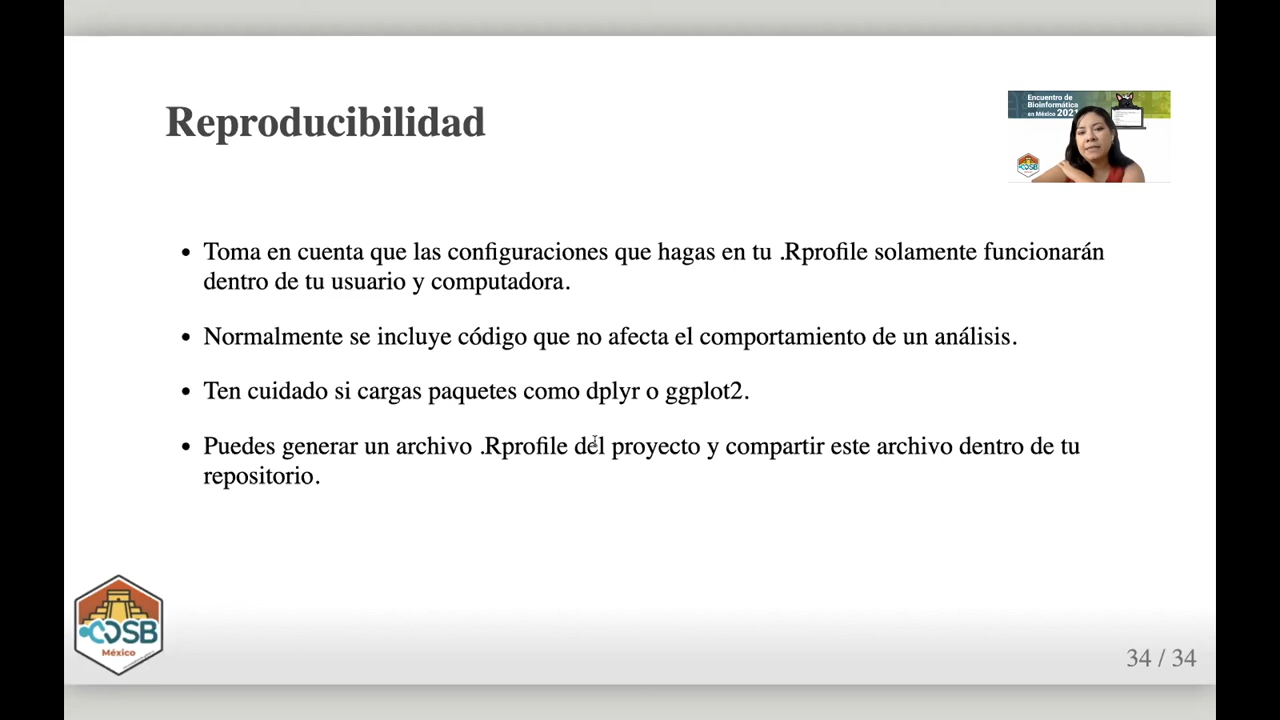 Reproducibilidad
Encuentro de
Bioinformática
en México 2021
CDSB
• Toma en cuenta que las configuraciones que hagas en tu .Rprofile solamente funcionarán
dentro de tu usuario y computadora.
• Normalmente se incluye código que no afecta el comportamiento de un análisis.
• Ten cuidado si cargas paquetes como dplyr o ggplot2.
• Puedes generar un archivo .Rprofile del proyecto y compartir este archivo dentro de tu
repositorio.
CDSB
México
34 / 34